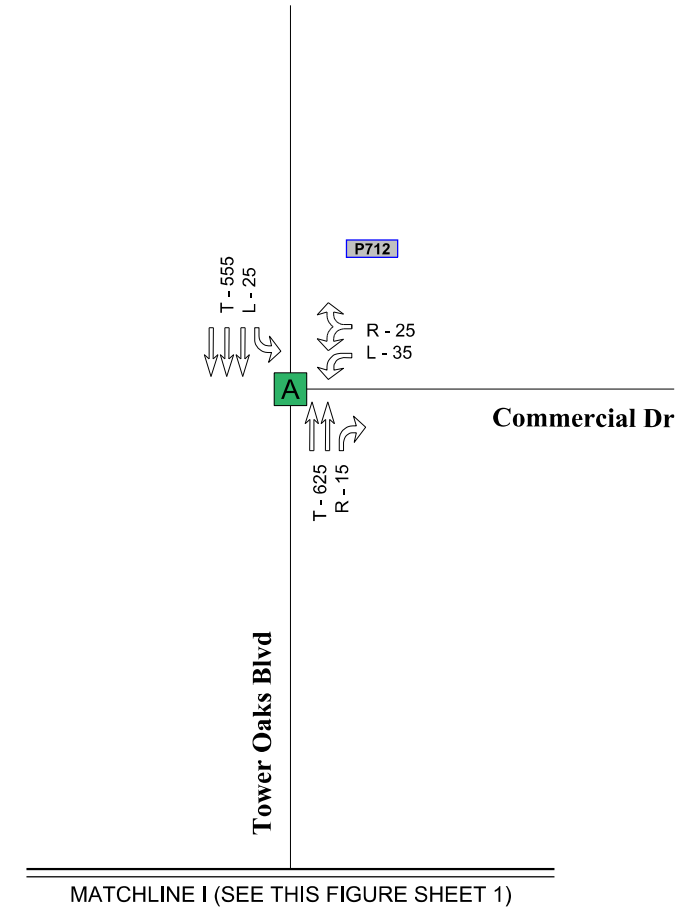 P712
T - 555
L - 25
R - 25
L - 35
A
Commercial Dr
T - 625
R - 15
Tower Oaks Blvd
MATCHLINE I (SEE THIS FIGURE SHEET 1)